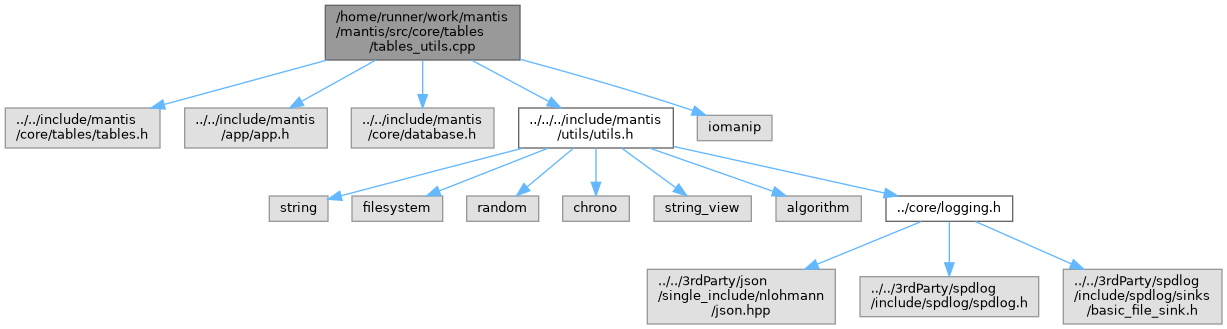 /home/runner/work/mantis
/mantis/src/core/tables
/tables_utils.cpp
../../include/mantis
/core/tables/tables.h
../../include/mantis
/app/app.h
../../include/mantis
/core/database.h
../../../include/mantis
/utils/utils.h
iomanip
string
filesystem
random
chrono
string_view
algorithm
../core/logging.h
../../3rdParty/json
/single_include/nlohmann
/json.hpp
../../3rdParty/spdlog
/include/spdlog/spdlog.h
../../3rdParty/spdlog
/include/spdlog/sinks
/basic_file_sink.h